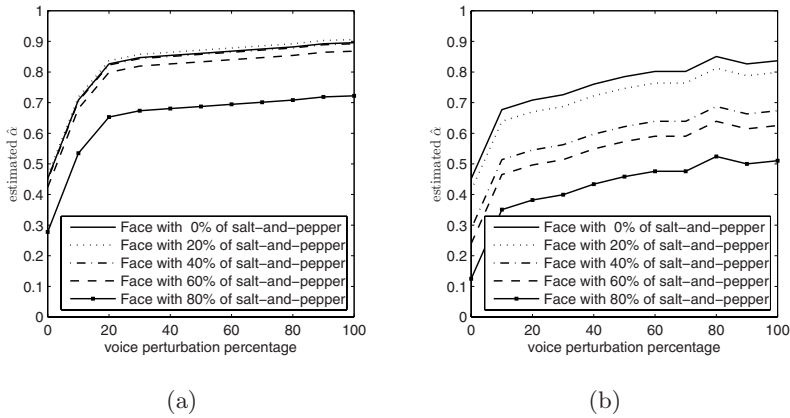 1
0.9
0.8
0.7
0.6
0.5
0.4
0.3
0.2
0.1
0
estimated α̂
Face with 0% of salt−and−pepper
Face with 20% of salt−and−pepper
Face with 40% of salt−and−pepper
Face with 60% of salt−and−pepper
Face with 80% of salt−and−pepper
0 20 40 60 80 100
voice perturbation percentage
(a)
1
0.9
0.8
0.7
0.6
0.5
0.4
0.3
0.2
0.1
0
estimated α̂
Face with 0% of salt−and−pepper
Face with 20% of salt−and−pepper
Face with 40% of salt−and−pepper
Face with 60% of salt−and−pepper
Face with 80% of salt−and−pepper
0 20 40 60 80 100
voice perturbation percentage
(b)